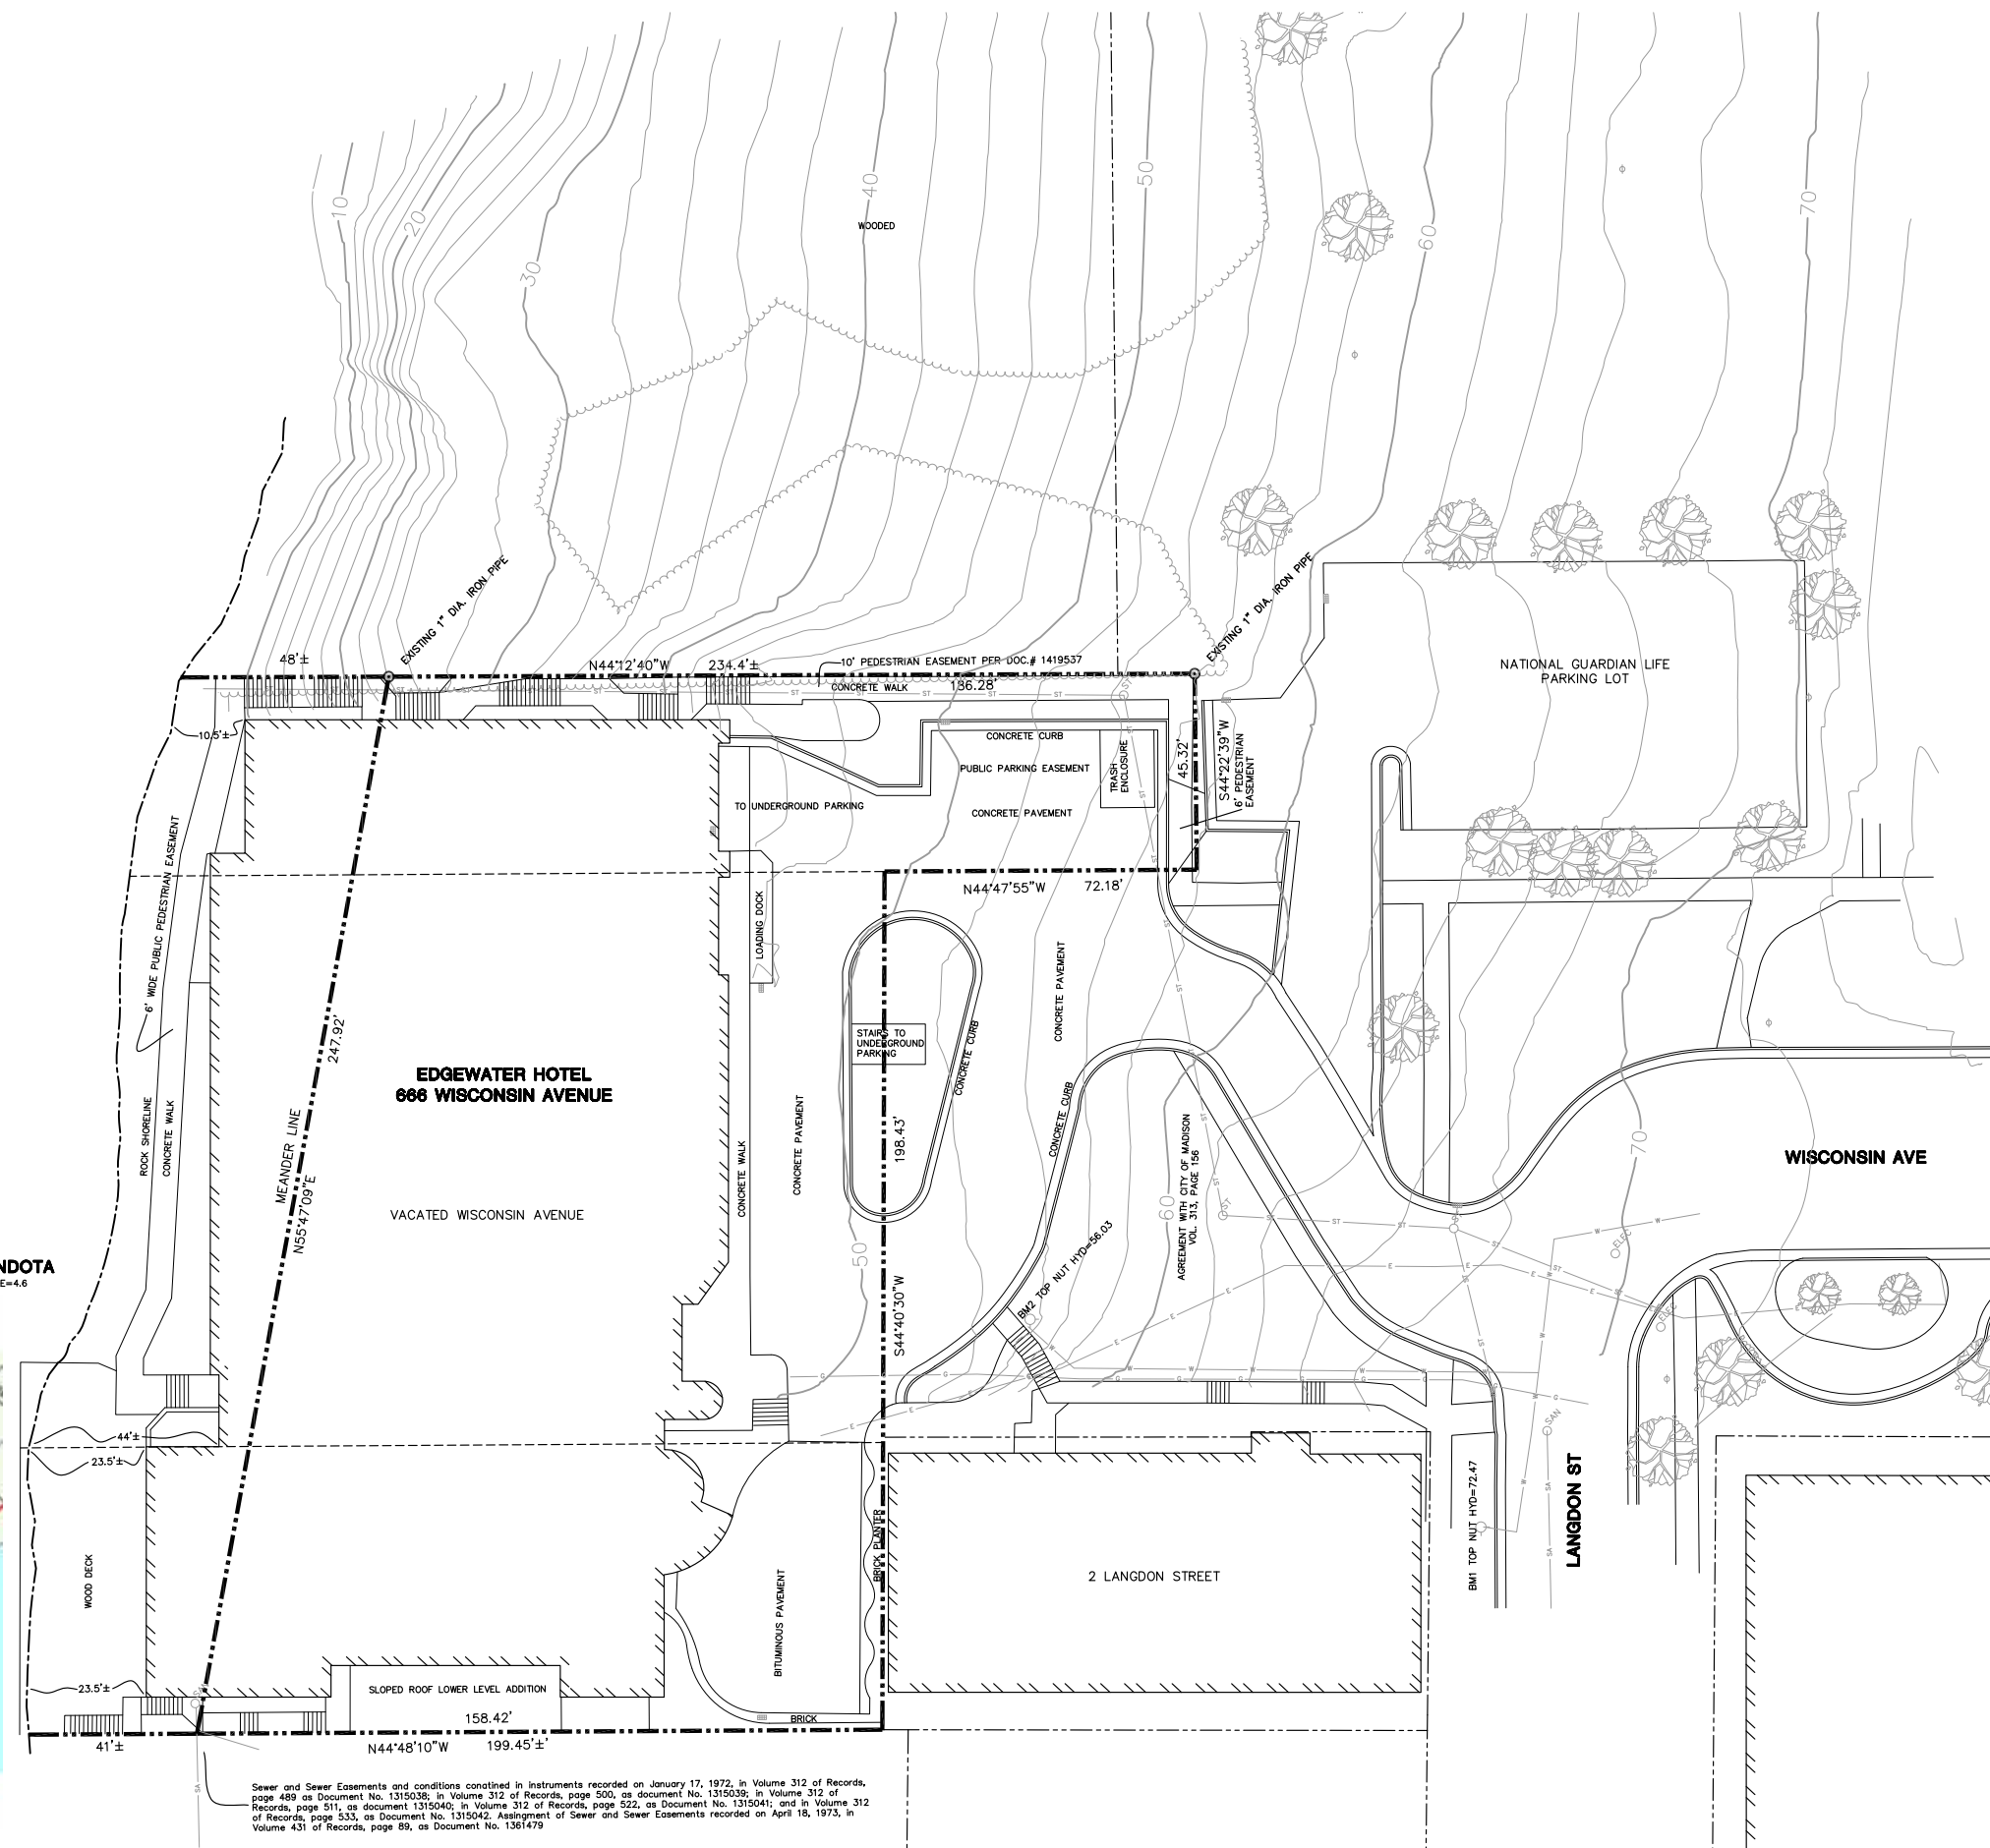 10
20
30
40
50
60
70
WOODED
EXISTING 1" DIA. IRON PIPE
EXISTING 1" DIA. IRON PIPE
48'±
N44°12'40"W
234.4'±
10' PEDESTRIAN EASEMENT PER DOC.# 1419537
CONCRETE WALK
186.28'
NATIONAL GUARDIAN LIFE
PARKING LOT
10.5'±
CONCRETE CURB
PUBLIC PARKING EASEMENT
TRASH
ENCLOSURE
45.32'
S44°22'39"W
6' PEDESTRIAN
EASEMENT
TO UNDERGROUND PARKING
CONCRETE PAVEMENT
N44°47'55"W
72.18'
6' WIDE PUBLIC PEDESTRIAN EASEMENT
LOADING DOCK
CONCRETE PAVEMENT
STAIRS TO
UNDERGROUND
PARKING
CONCRETE CURB
247.92'
EDGEWATER HOTEL
666 WISCONSIN AVENUE
MEANDER LINE
N55°47'09"E
ROCK SHORELINE
CONCRETE WALK
CONCRETE WALK
CONCRETE PAVEMENT
198.43'
CONCRETE CURB
AGREEMENT WITH CITY OF MADISON
VOL. 313, PAGE 156
60
70
WISCONSIN AVE
VACATED WISCONSIN AVENUE
50
BM2 TOP NUT HYD=56.03
S44°40'30"W
NDOTA
E=4.6
44'±
23.5'±
WOOD DECK
BRICK PLANTER
BITUMINOUS PAVEMENT
2 LANGDON STREET
BM1 TOP NUT HYD=72.47
LANGDON ST
SAN
ELEC
ELEC
ST
23.5'±
SAN
SLOPED ROOF LOWER LEVEL ADDITION
158.42'
BRICK
41'±
N44°48'10"W
199.45'±'
Sewer and Sewer Easements and conditions conatined in instruments recorded on January 17, 1972, in Volume 312 of Records,
page 489 as Document No. 1315038; in Volume 312 of Records, page 500, as document No. 1315039; in Volume 312 of
Records, page 511, as document 1315040; in Volume 312 of Records, page 522, as Document No. 1315041; and in Volume 312
of Records, page 533, as Document No. 1315042. Assingment of Sewer and Sewer Easements recorded on April 18, 1973, in
Volume 431 of Records, page 89, as Document No. 1361479